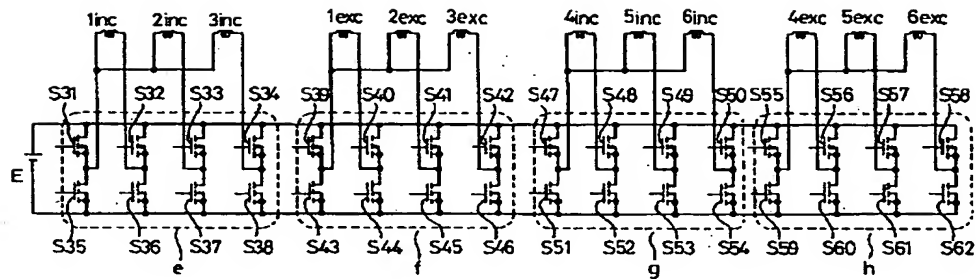 1inc 2inc 3inc 1exc 2exc 3exc 4inc 5inc 6inc 4exc 5exc 6exc
S31 S32 S33 S34 S39 S40 S41 S42 S47 S48 S49 S50 S55 S56 S57 S58
E
S35 S36 S37 S38 S43 S44 S45 S46 S51 S52 S53 S54 S59 S60 S61 S62
e f g h